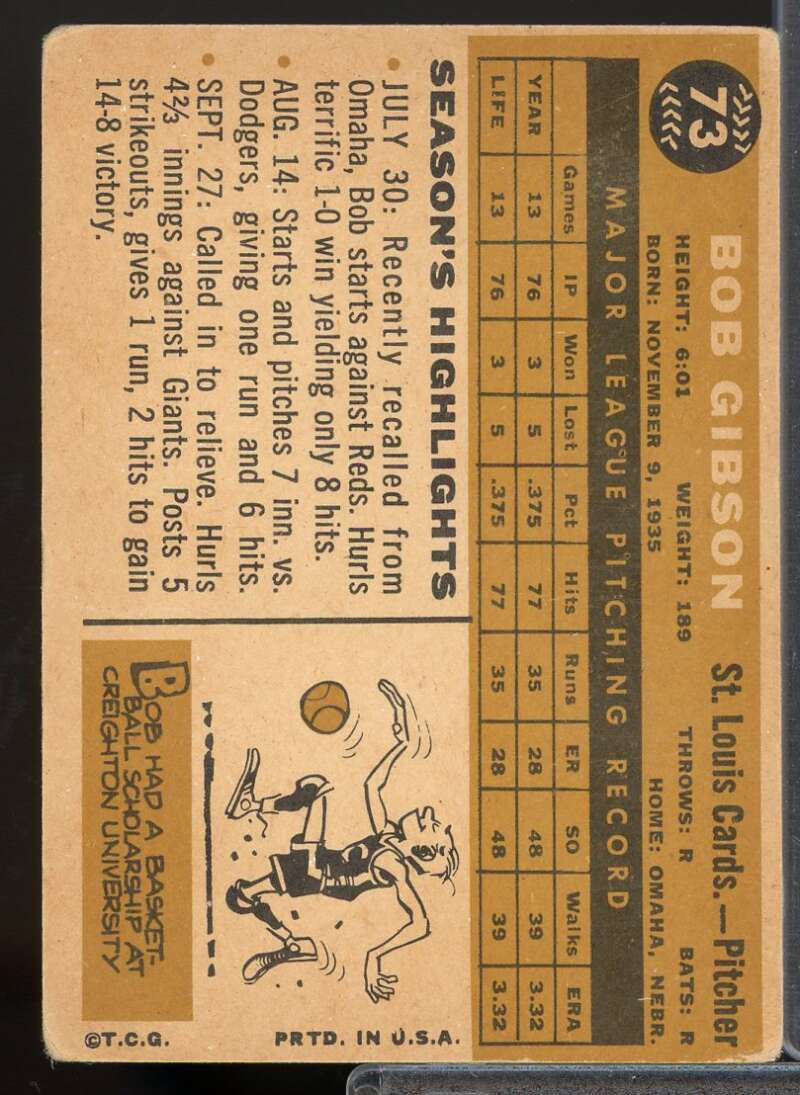 73
BOB GIBSON St. Louis Cards.—Pitcher
HEIGHT: 6:01 WEIGHT: 189 THROWS: R BATS: R
BORN: NOVEMBER 9, 1935 HOME: OMAHA, NEBR.
MAJOR LEAGUE PITCHING RECORD
Games IP Won Lost Pct Hits Runs ER SO Walks ERA
YEAR 13 76 3 5 .375 77 35 28 48 39 3.32
LIFE 13 76 3 5 .375 77 35 28 48 39 3.32
SEASON'S HIGHLIGHTS
• JULY 30: Recently recalled from
Omaha, Bob starts against Reds. Hurls
terrific 1-0 win yielding only 8 hits.
• AUG. 14: Starts and pitches 7 inn. vs.
Dodgers, giving one run and 6 hits.
• SEPT. 27: Called in to relieve. Hurls
4⅔ innings against Giants. Posts 5
strikeouts, gives 1 run, 2 hits to gain
14-8 victory.
BOB HAD A BASKET-
BALL SCHOLARSHIP AT
CREIGHTON UNIVERSITY
©T.C.G. PRTD. IN U.S.A.